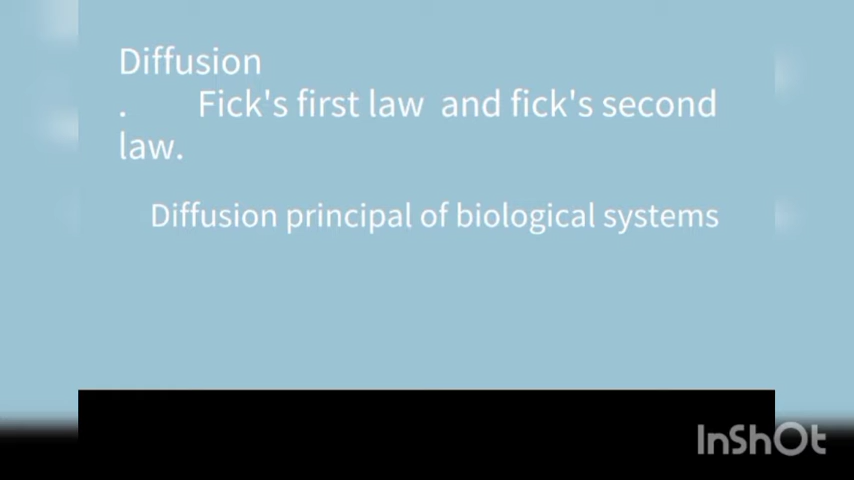 Diffusion
. Fick's first law and fick's second
law.
Diffusion principal of biological systems
InShOt